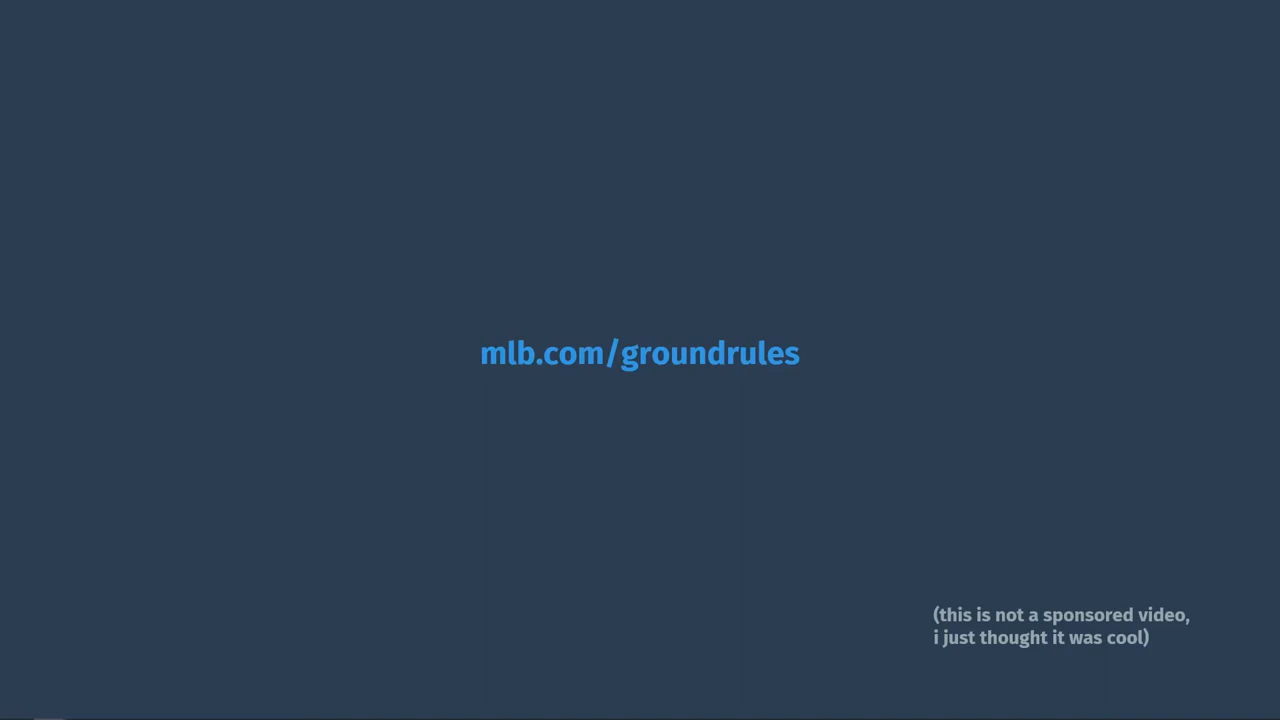 mlb.com/groundrules
(this is not a sponsored video,
i just thought it was cool)